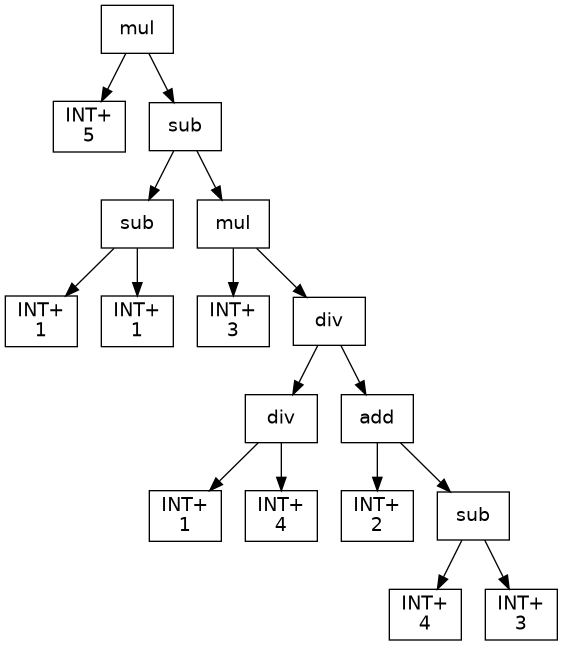 mul
INT+
5
sub
sub
mul
INT+
1
INT+
1
INT+
3
div
div
add
INT+
1
INT+
4
INT+
2
sub
INT+
4
INT+
3